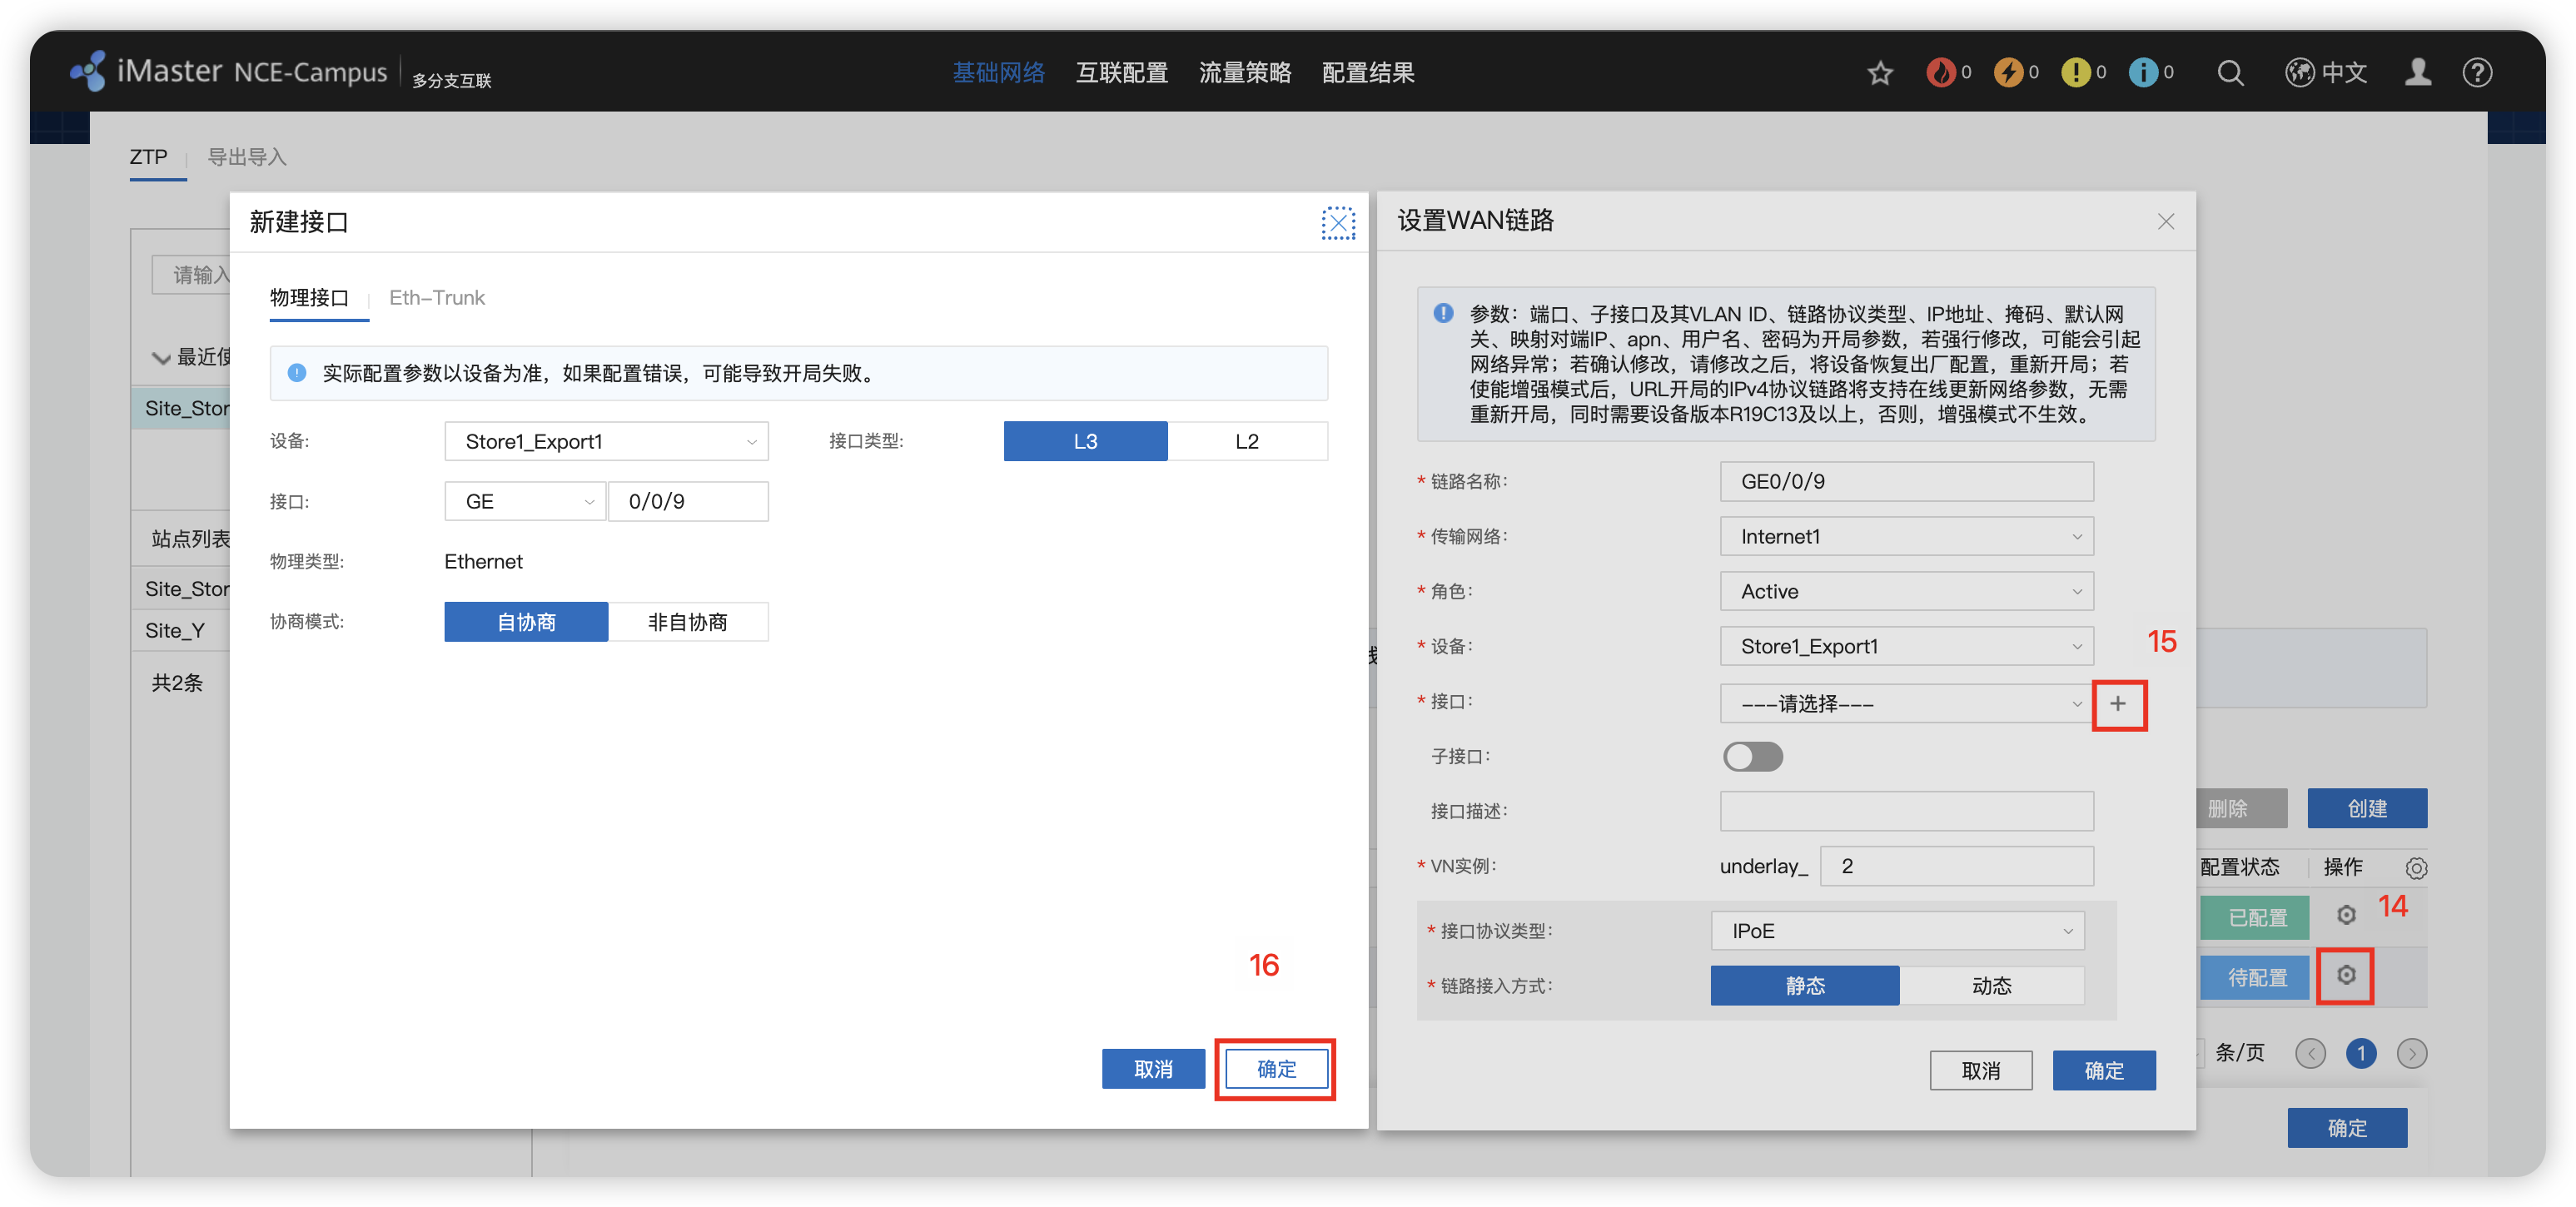 iMaster NCE-Campus 多分支互联
基础网络 互联配置 流量策略 配置结果
0 0 0 0 中文
ZTP 导出导入
请输入
最近使
Site_Stor
站点列表
Site_Stor
Site_Y
共2条
新建接口
物理接口 Eth-Trunk
实际配置参数以设备为准，如果配置错误，可能导致开局失败。
设备: Store1_Export1 接口类型: L3 L2
接口: GE 0/0/9
物理类型: Ethernet
协商模式: 自协商 非自协商
16
取消 确定
设置WAN链路
参数：端口、子接口及其VLAN ID、链路协议类型、IP地址、掩码、默认网
关、映射对端IP、apn、用户名、密码为开局参数，若强行修改，可能会引起
网络异常；若确认修改，请修改之后，将设备恢复出厂配置，重新开局；若
使能增强模式后，URL开局的IPv4协议链路将支持在线更新网络参数，无需
重新开局，同时需要设备版本R19C13及以上，否则，增强模式不生效。
* 链路名称: GE0/0/9
* 传输网络: Internet1
* 角色: Active
* 设备: Store1_Export1
15
* 接口: ---请选择--- +
子接口:
接口描述:
* VN实例: underlay_ 2
* 接口协议类型: IPoE
* 链路接入方式: 静态 动态
取消 确定
删除 创建
配置状态 操作
已配置 14
待配置
条/页 1
确定